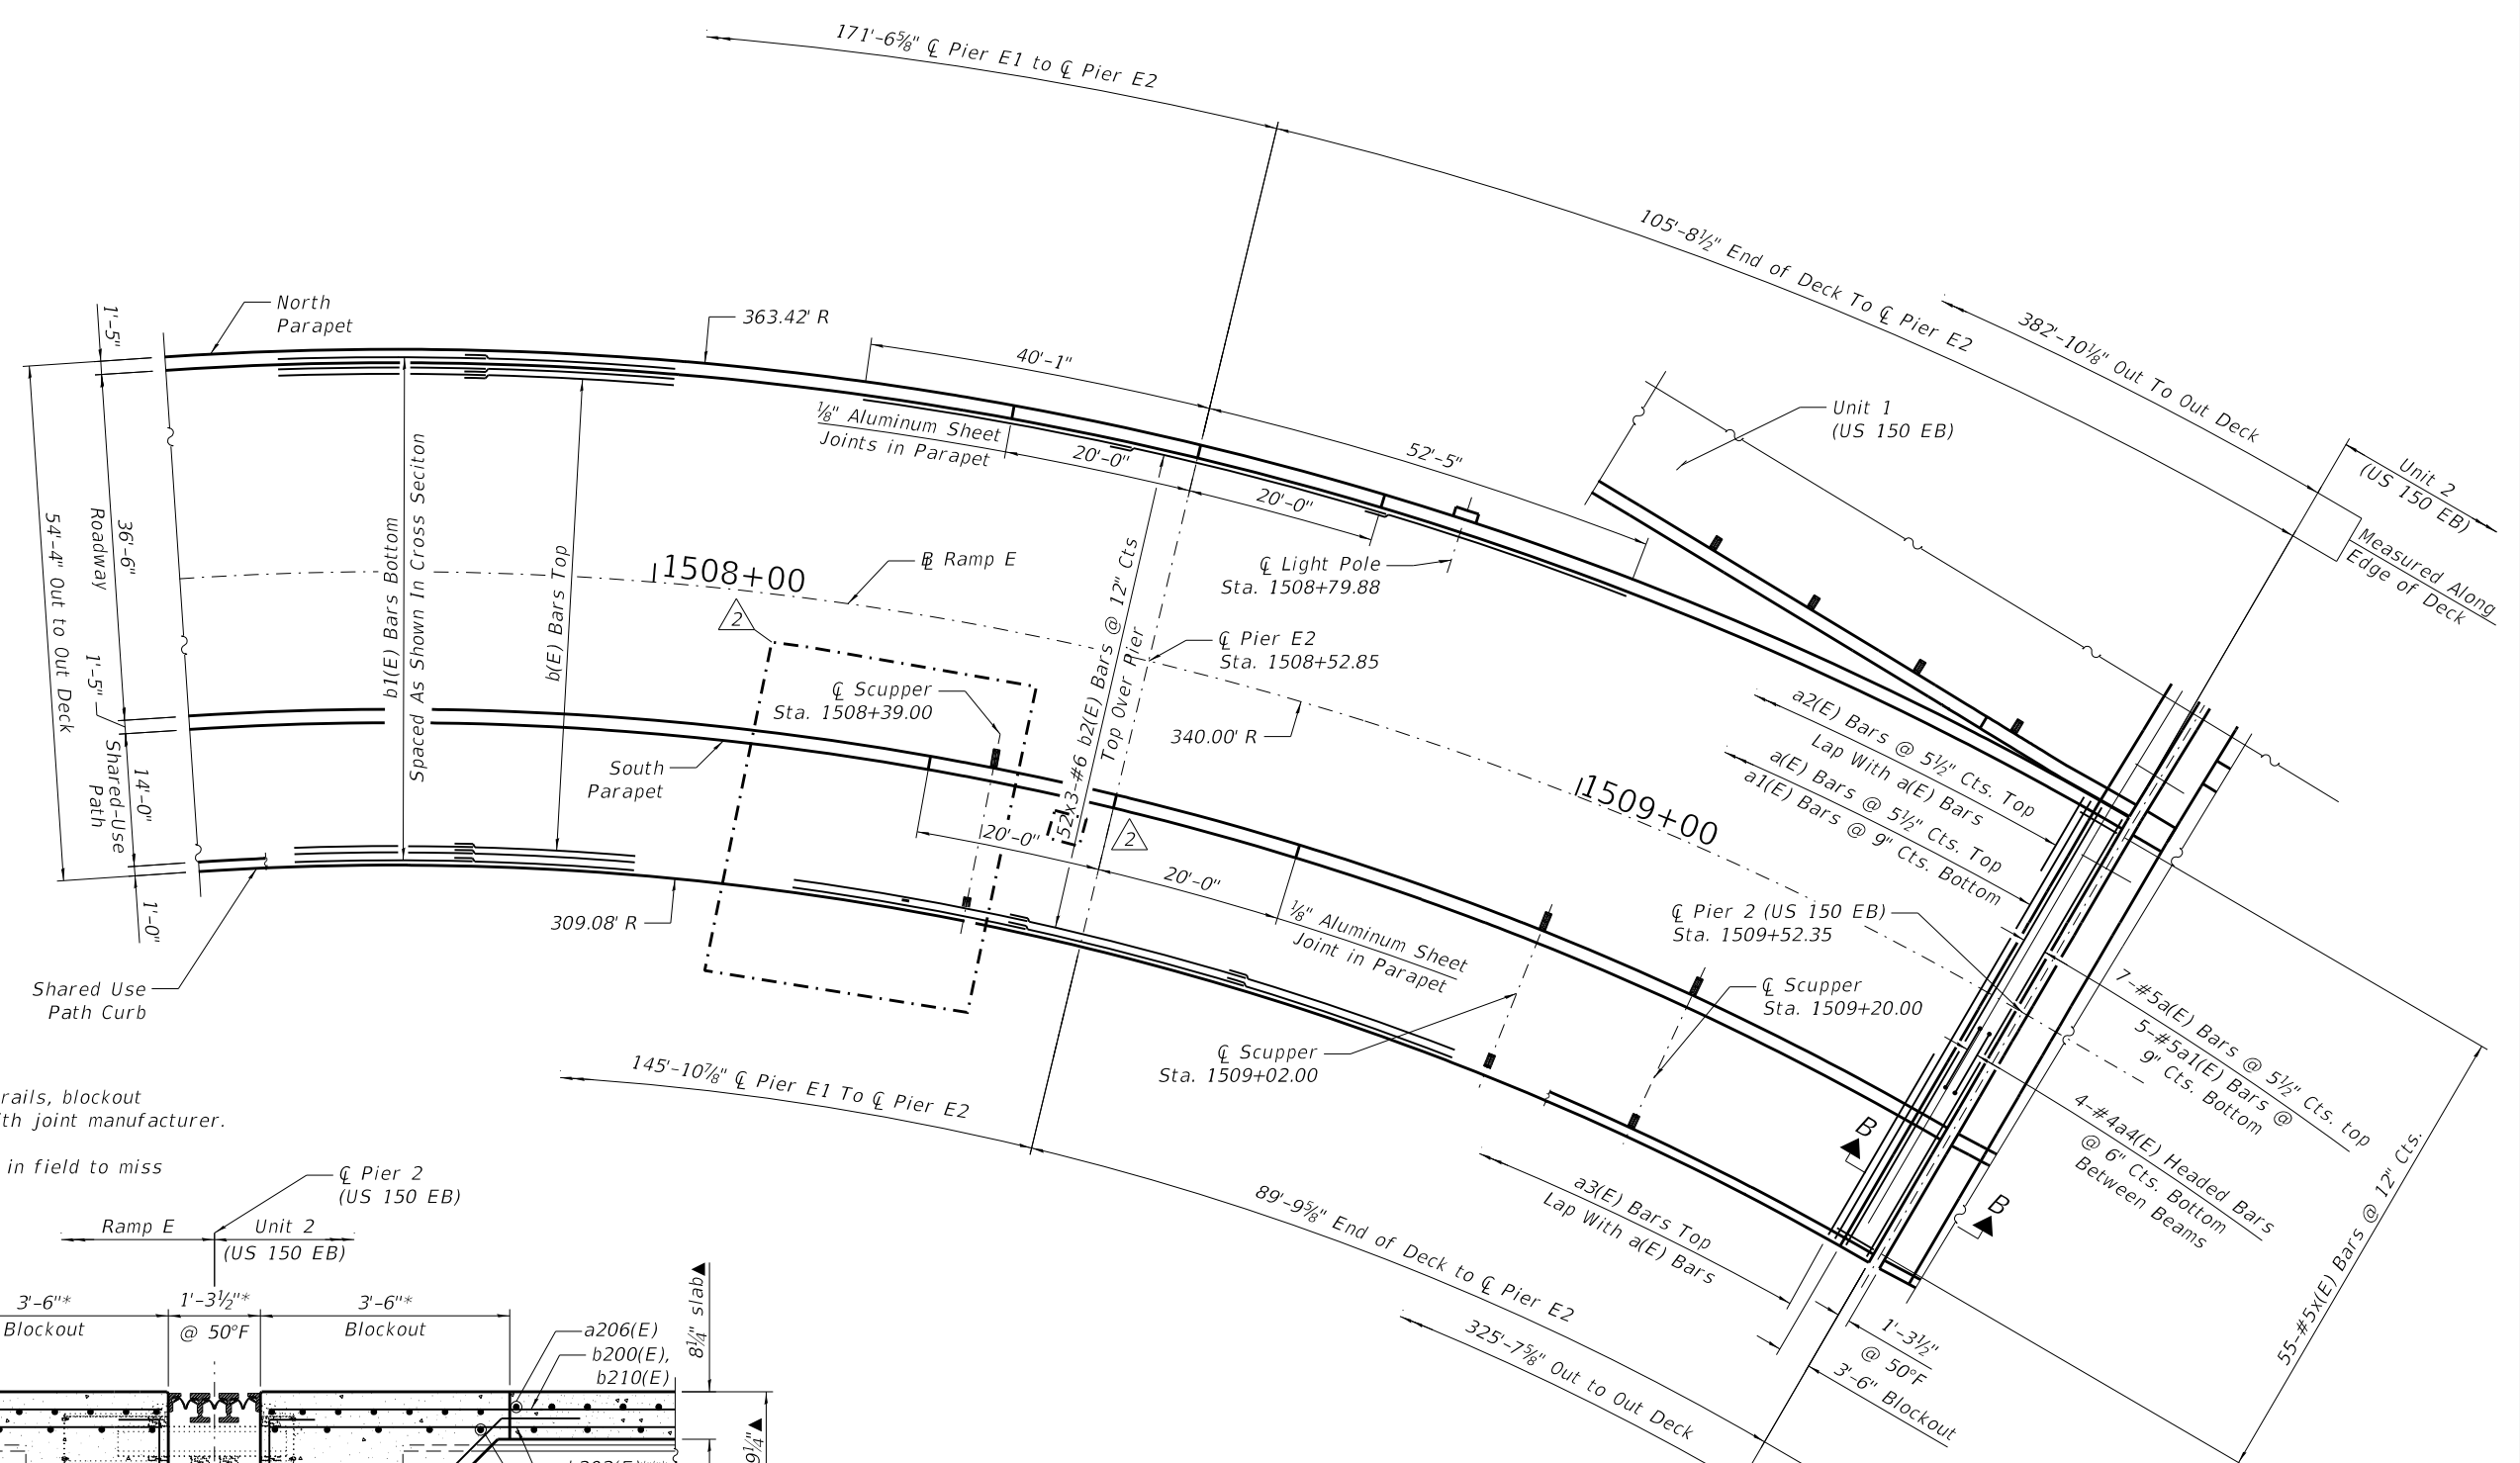 171'-6⅝" ℄ Pier E1 to ℄ Pier E2
105'-8½" End of Deck To ℄ Pier E2
382'-10⅛" Out To Out Deck
Unit 2
(US 150 EB)
Measured Along
Edge of Deck
Unit 1
(US 150 EB)
North
Parapet
363.42' R
40'-1"
52'-5"
1'-5"
36'-6"
Roadway
54'-4" Out to Out Deck
1'-5"
14'-0"
Shared-Use
Path
1'-0"
b1(E) Bars Bottom
Spaced As Shown In Cross Seciton
b(E) Bars Top
⅛" Aluminum Sheet
Joints in Parapet
20'-0"
20'-0"
℄ Light Pole
Sta. 1508+79.88
1508+00
B̵L Ramp E
2
52x3-#6 b2(E) Bars @ 12" Cts
Top Over Pier
℄ Pier E2
Sta. 1508+52.85
℄ Scupper
Sta. 1508+39.00
340.00' R
South
Parapet
1509+00
a2(E) Bars @ 5½" Cts. Top
Lap With a(E) Bars
a(E) Bars @ 5½" Cts. Top
a1(E) Bars @ 9" Cts. Bottom
20'-0"
2
20'-0"
309.08' R
⅛" Aluminum Sheet
Joint in Parapet
℄ Pier 2 (US 150 EB)
Sta. 1509+52.35
Shared Use
Path Curb
℄ Scupper
Sta. 1509+20.00
℄ Scupper
Sta. 1509+02.00
7-#5a(E) Bars @ 5½" Cts. top
5-#5a1(E) Bars @
9" Cts. Bottom
4-#4a4(E) Headed Bars
@ 6" Cts. Bottom
Between Beams
55-#5x(E) Bars @ 12" Cts.
145'-10⅞" ℄ Pier E1 To ℄ Pier E2
B
B
a3(E) Bars Top
Lap With a(E) Bars
89'-9⅝" End of Deck to ℄ Pier E2
325'-7⅝" Out to Out Deck
1'-3½"
@ 50°F
3'-6" Blockout
rails, blockout
ith joint manufacturer.
in field to miss
℄ Pier 2
(US 150 EB)
Ramp E
Unit 2
(US 150 EB)
3'-6"*
Blockout
1'-3½"*
@ 50°F
3'-6"*
Blockout
a206(E)
b200(E),
b210(E)
8¼" slab▲
9¼"▲